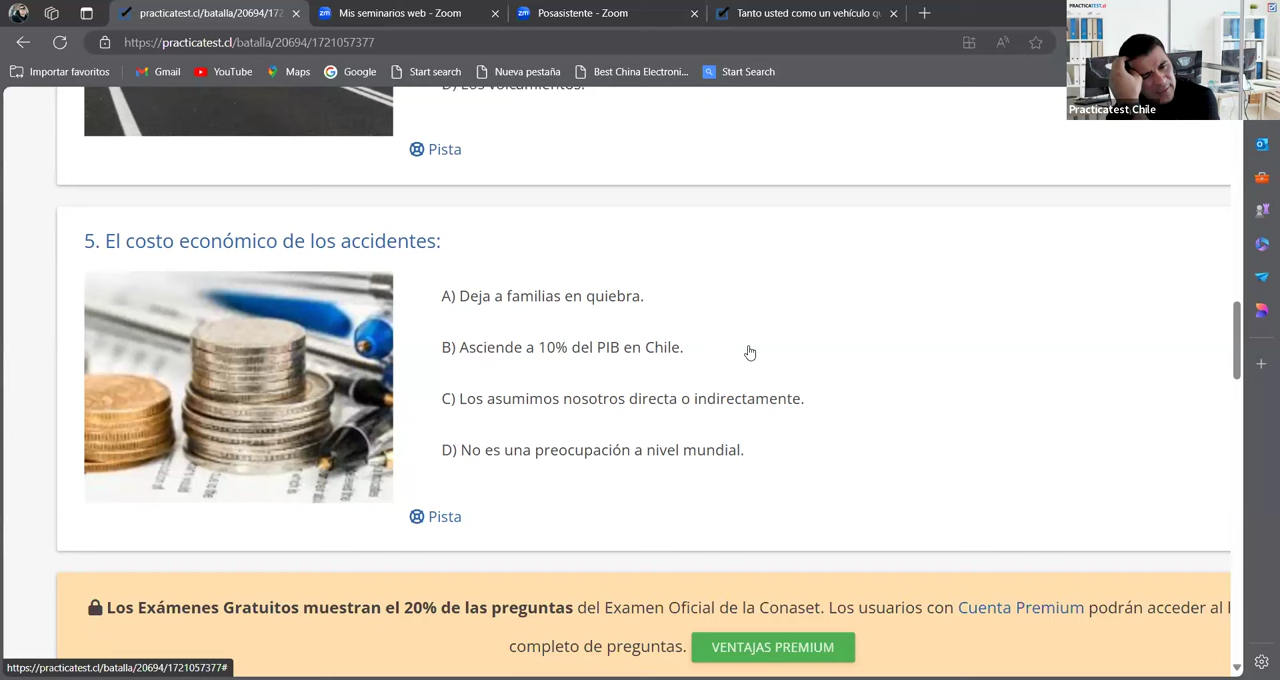 practicatest.cl/batalla/20694/172
Mis seminarios web - Zoom
Posasistente - Zoom
Tanto usted como un vehículo qu
https://practicatest.cl/batalla/20694/1721057377
Importar favoritos
Gmail
YouTube
Maps
Google
Start search
Nueva pestaña
Best China Electroni...
Start Search
PRACTICATEST.cl
Practicatest Chile
D) Los volcamientos.
Pista
5. El costo económico de los accidentes:
A) Deja a familias en quiebra.
B) Asciende a 10% del PIB en Chile.
C) Los asumimos nosotros directa o indirectamente.
D) No es una preocupación a nivel mundial.
Pista
Los Exámenes Gratuitos muestran el 20% de las preguntas del Examen Oficial de la Conaset. Los usuarios con Cuenta Premium podrán acceder al
completo de preguntas. VENTAJAS PREMIUM
https://practicatest.cl/batalla/20694/1721057377#